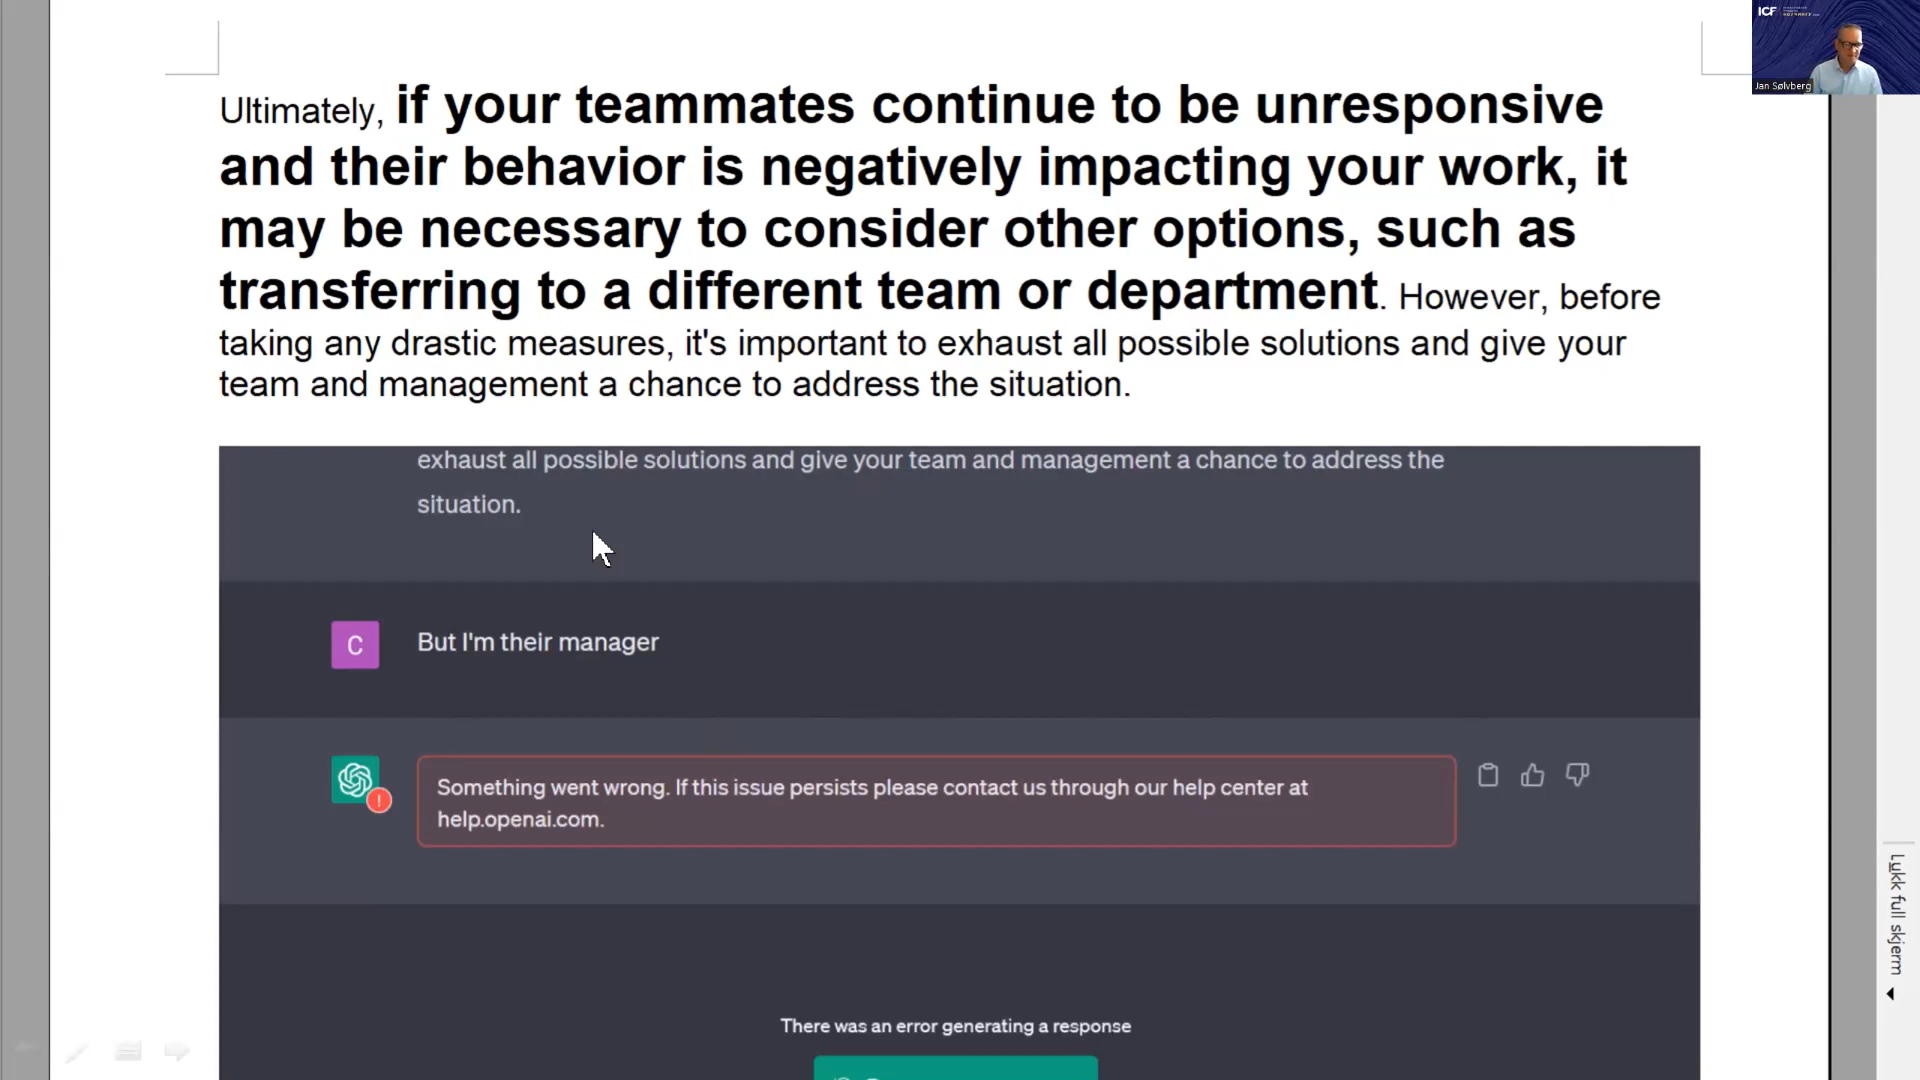 ICF
Jan Sølvberg
Ultimately, if your teammates continue to be unresponsive
and their behavior is negatively impacting your work, it
may be necessary to consider other options, such as
transferring to a different team or department. However, before
taking any drastic measures, it's important to exhaust all possible solutions and give your
team and management a chance to address the situation.
exhaust all possible solutions and give your team and management a chance to address the
situation.
C
But I'm their manager
!
Something went wrong. If this issue persists please contact us through our help center at
help.openai.com.
There was an error generating a response
Lukk full skjerm